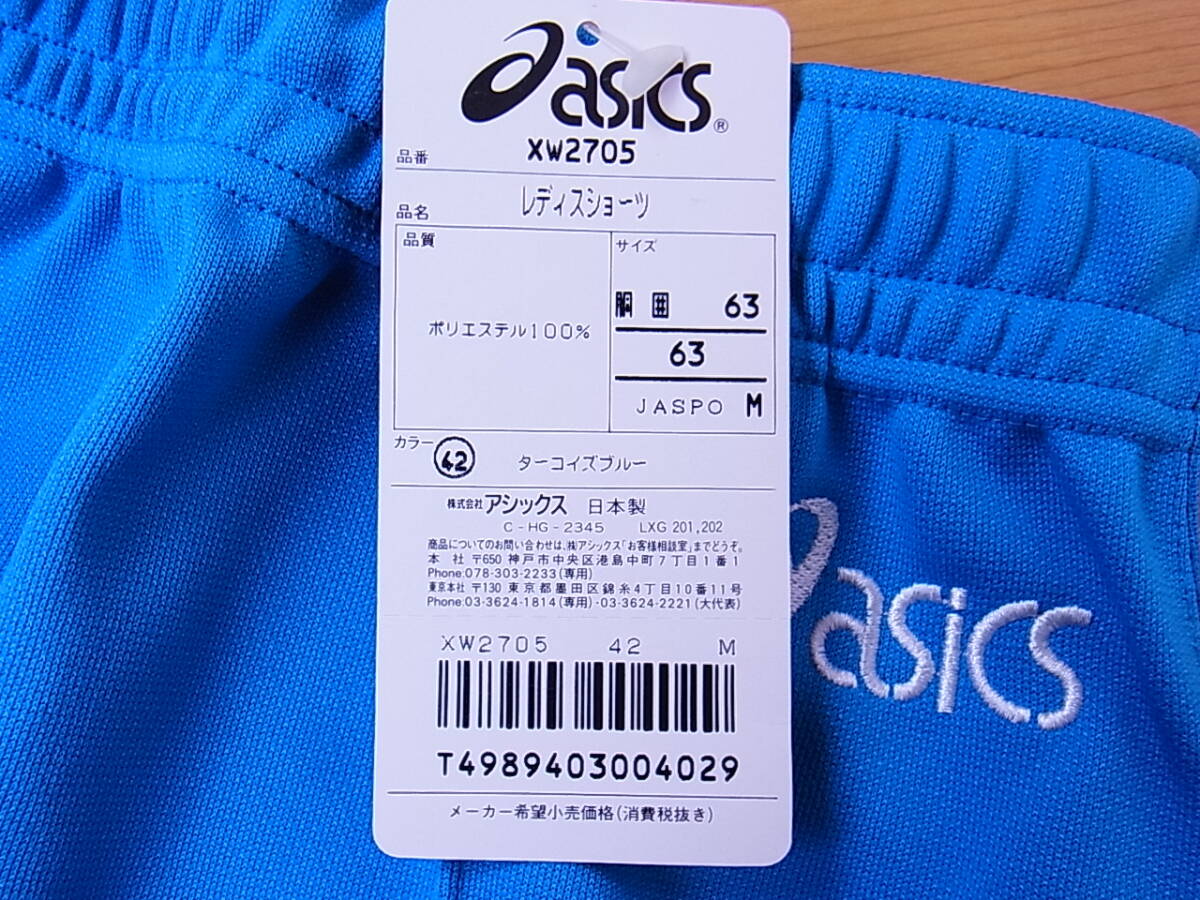 asics®
品番 XW2705
品名 レディスショーツ
品質
ポリエステル100%
サイズ
胴囲 63
63
JASPO M
カラー 42 ターコイズブルー
株式会社 アシックス 日本製
C-HG-2345 LXG 201,202
商品についてのお問い合わせは、㈱アシックス「お客様相談室」までどうぞ。
本社 〒650 神戸市中央区港島中町7丁目1番1
Phone:078-303-2233(専用)
東京本社 〒130 東京都墨田区錦糸4丁目10番11号
Phone:03-3624-1814(専用)・03-3624-2221(大代表)
XW2705 42 M
T4989403004029
メーカー希望小売価格(消費税抜き)
asics